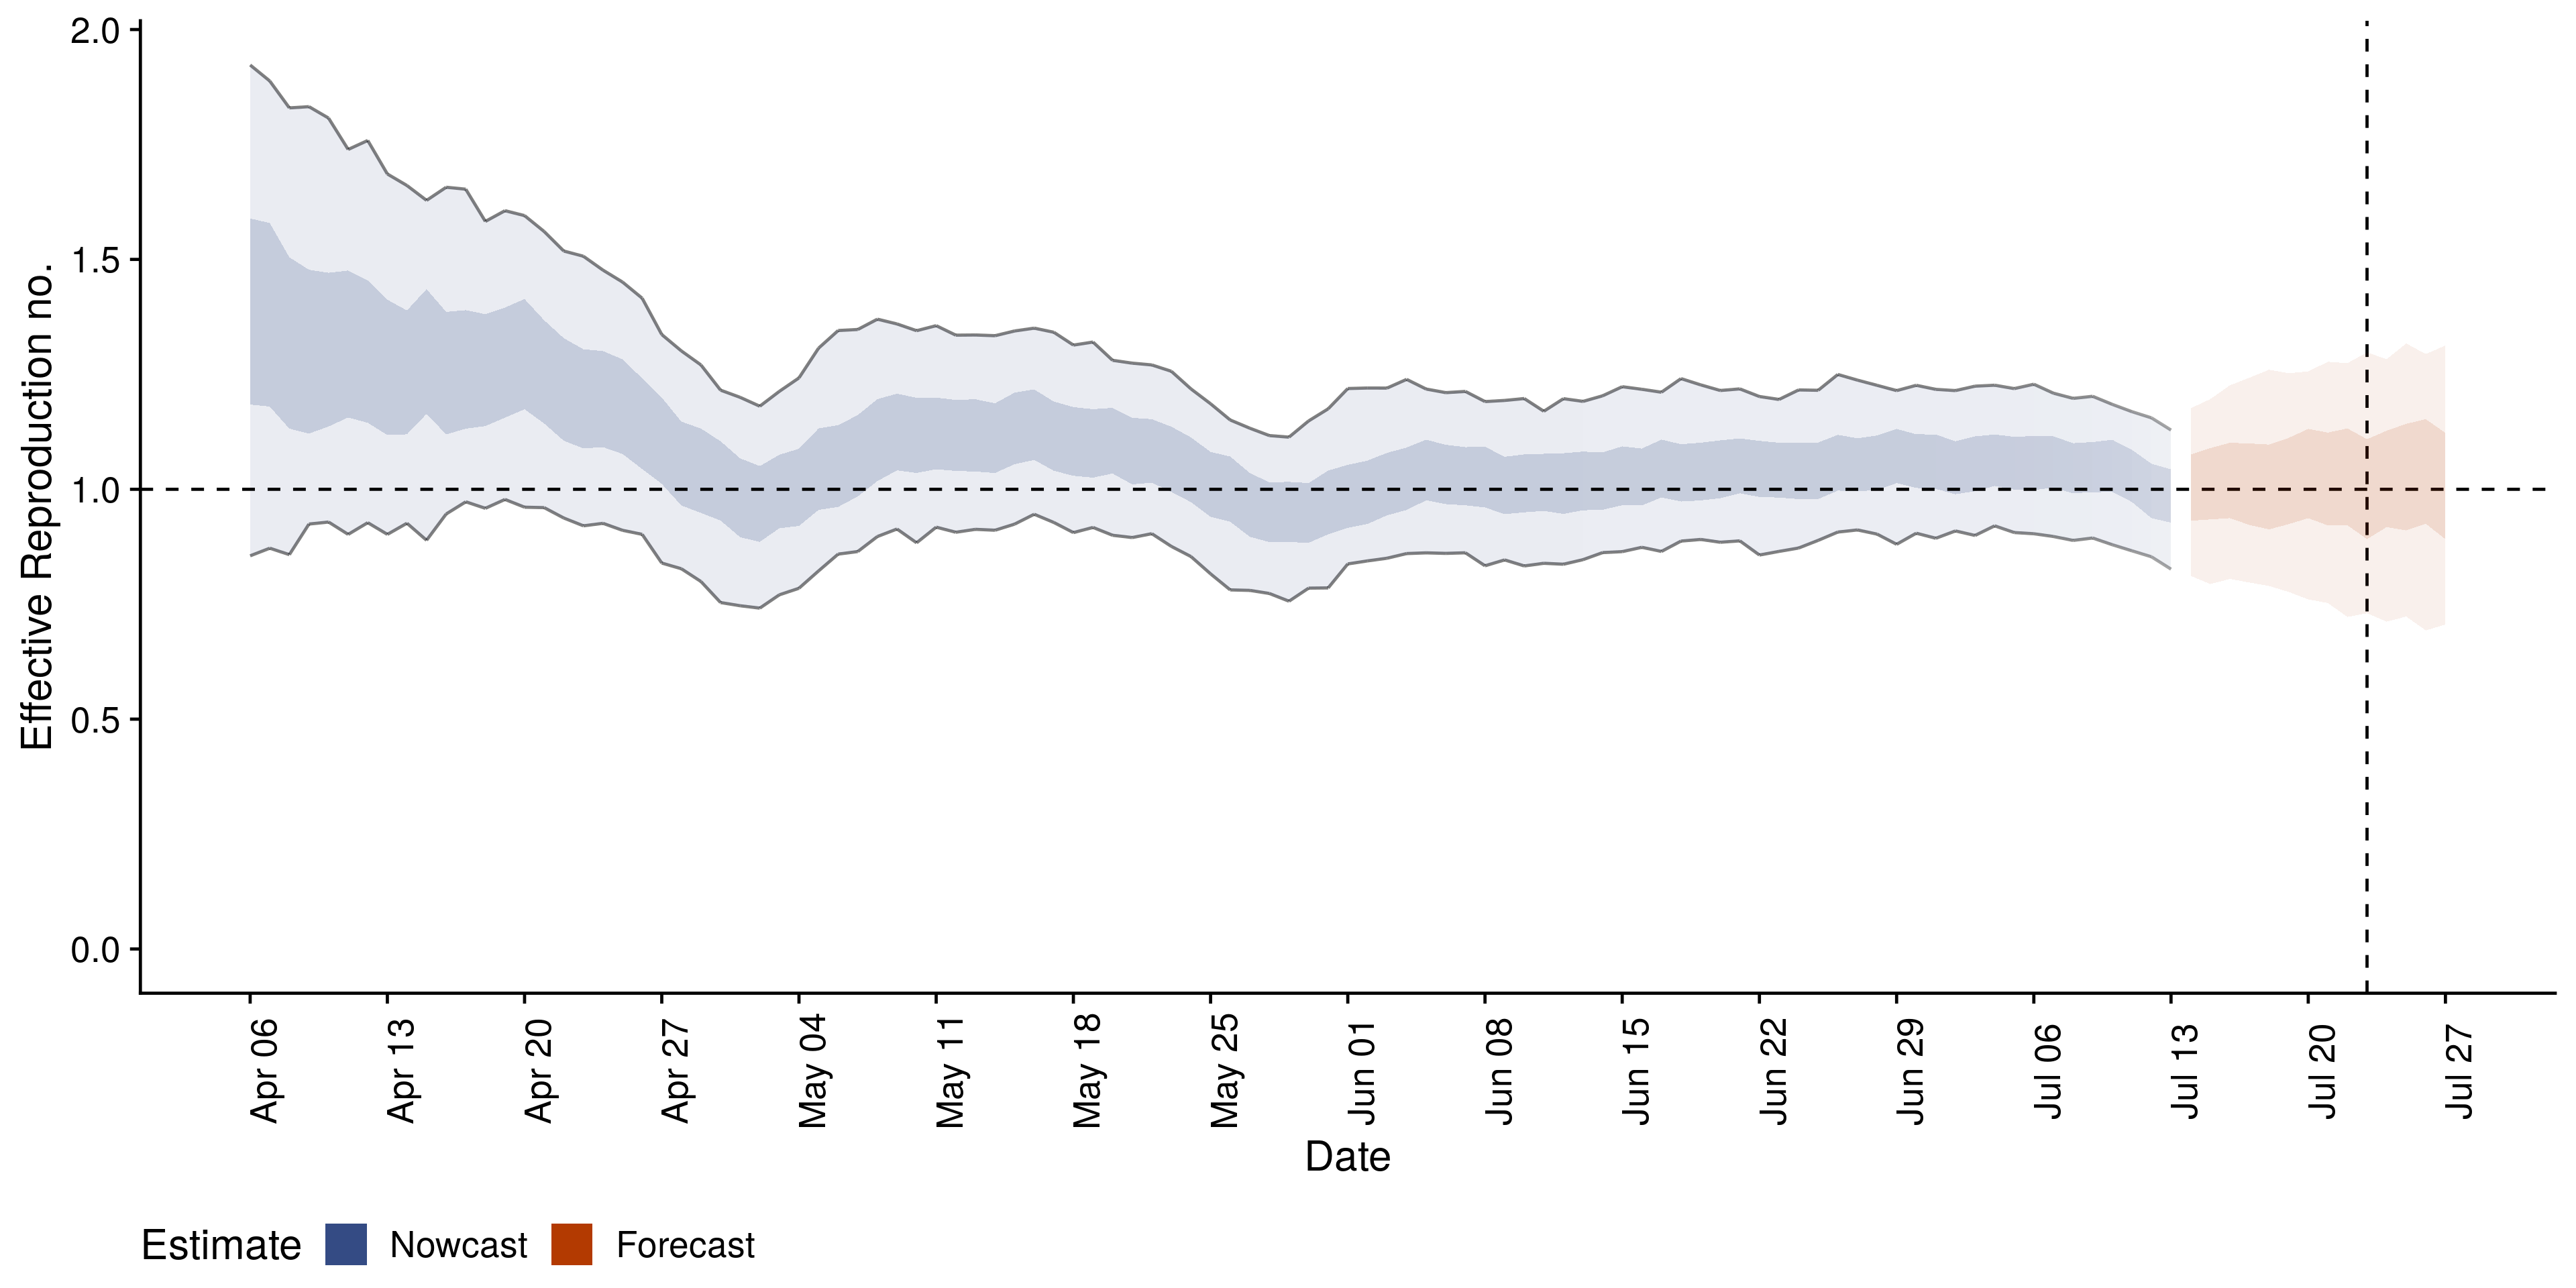 Effective Reproduction no.
2.0
1.5
1.0
0.5
0.0
Apr 06
Apr 13
Apr 20
Apr 27
May 04
May 11
May 18
May 25
Jun 01
Jun 08
Jun 15
Jun 22
Jun 29
Jul 06
Jul 13
Jul 20
Jul 27
Date
Estimate Nowcast Forecast